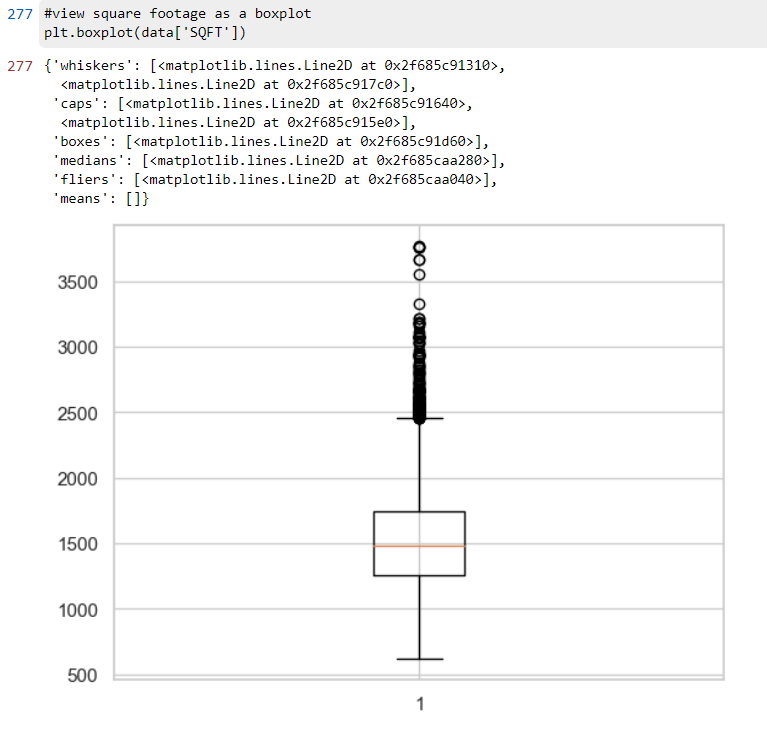 277 #view square footage as a boxplot
plt.boxplot(data['SQFT'])
277 {'whiskers': [<matplotlib.lines.Line2D at 0x2f685c91310>,
<matplotlib.lines.Line2D at 0x2f685c917c0>],
'caps': [<matplotlib.lines.Line2D at 0x2f685c91640>,
<matplotlib.lines.Line2D at 0x2f685c915e0>],
'boxes': [<matplotlib.lines.Line2D at 0x2f685c91d60>],
'medians': [<matplotlib.lines.Line2D at 0x2f685caa280>],
'fliers': [<matplotlib.lines.Line2D at 0x2f685caa040>],
'means': []}
3500
3000
2500
2000
1500
1000
500
1